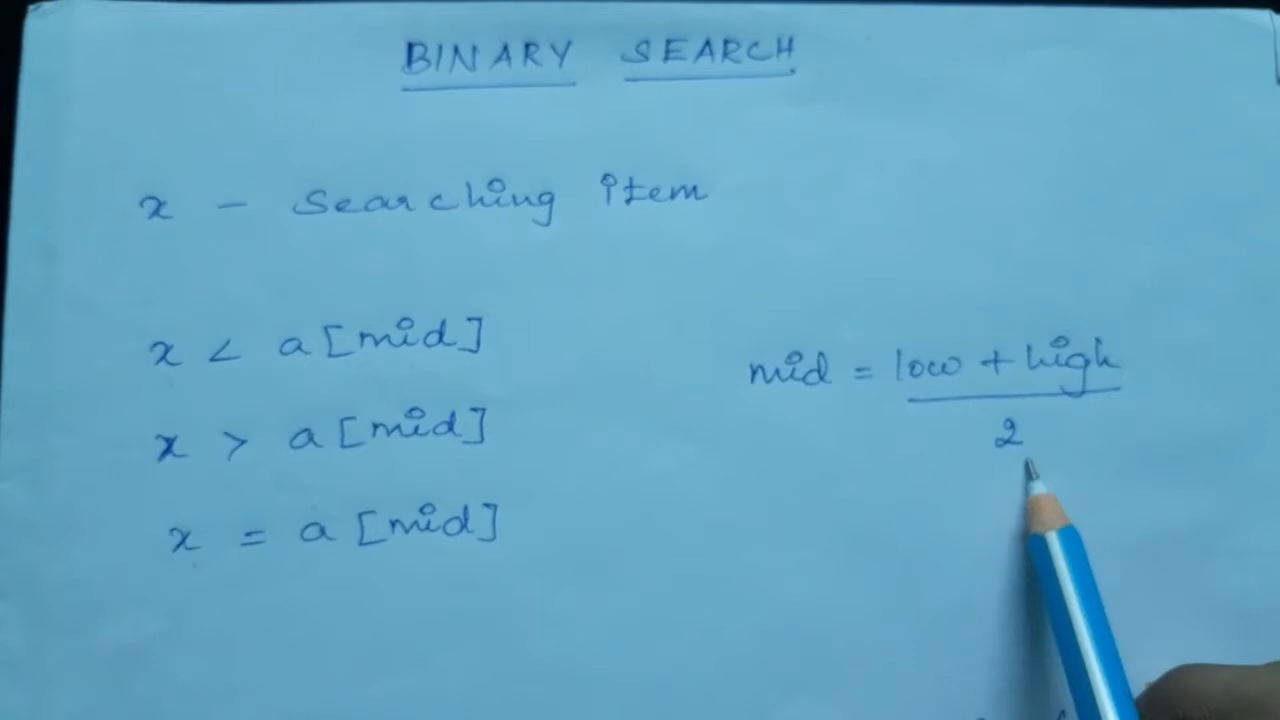 BINARY SEARCH
x - Searching item
x < a[mid]
x > a[mid]
x = a[mid]
mid = low + high
2